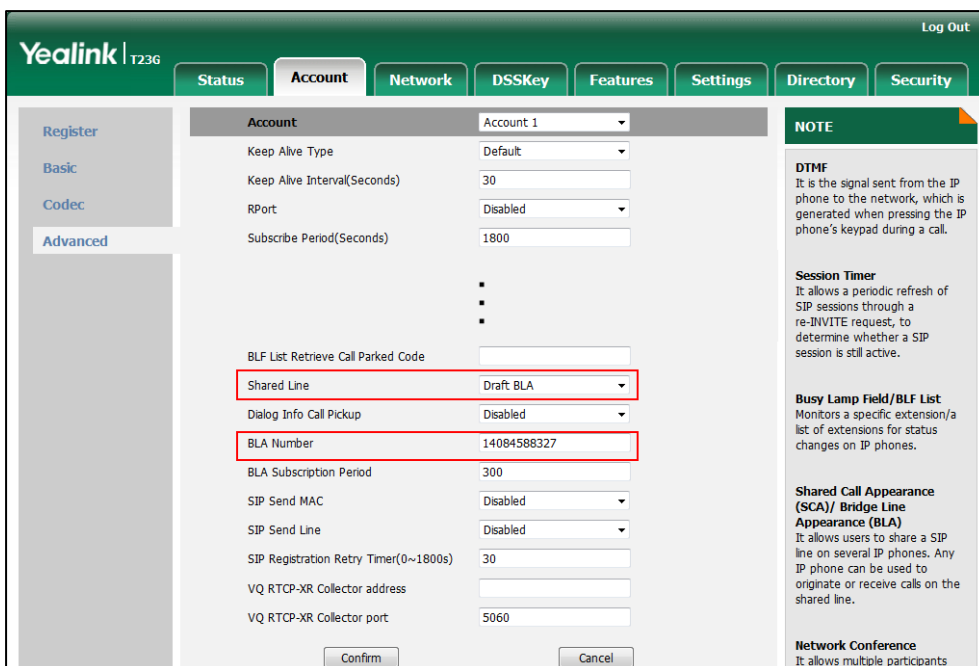 Log Out
Yealink | T23G
Status Account Network DSSKey Features Settings Directory Security
Register
Basic
Codec
Advanced
Account Account 1
Keep Alive Type Default
Keep Alive Interval(Seconds) 30
RPort Disabled
Subscribe Period(Seconds) 1800
BLF List Retrieve Call Parked Code
Shared Line Draft BLA
Dialog Info Call Pickup Disabled
BLA Number 14084588327
BLA Subscription Period 300
SIP Send MAC Disabled
SIP Send Line Disabled
SIP Registration Retry Timer(0~1800s) 30
VQ RTCP-XR Collector address
VQ RTCP-XR Collector port 5060
Confirm Cancel
NOTE
DTMF
It is the signal sent from the IP
phone to the network, which is
generated when pressing the IP
phone's keypad during a call.
Session Timer
It allows a periodic refresh of
SIP sessions through a
re-INVITE request, to
determine whether a SIP
session is still active.
Busy Lamp Field/BLF List
Monitors a specific extension/a
list of extensions for status
changes on IP phones.
Shared Call Appearance
(SCA)/ Bridge Line
Appearance (BLA)
It allows users to share a SIP
line on several IP phones. Any
IP phone can be used to
originate or receive calls on the
shared line.
Network Conference
It allows multiple participants